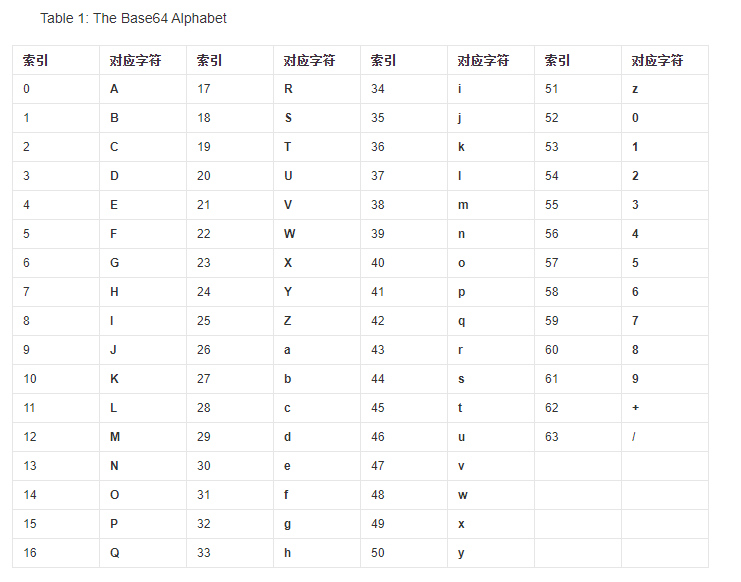 Table 1: The Base64 Alphabet
索引 对应字符 索引 对应字符 索引 对应字符 索引 对应字符
0 A 17 R 34 i 51 z
1 B 18 S 35 j 52 0
2 C 19 T 36 k 53 1
3 D 20 U 37 l 54 2
4 E 21 V 38 m 55 3
5 F 22 W 39 n 56 4
6 G 23 X 40 o 57 5
7 H 24 Y 41 p 58 6
8 I 25 Z 42 q 59 7
9 J 26 a 43 r 60 8
10 K 27 b 44 s 61 9
11 L 28 c 45 t 62 +
12 M 29 d 46 u 63 /
13 N 30 e 47 v
14 O 31 f 48 w
15 P 32 g 49 x
16 Q 33 h 50 y